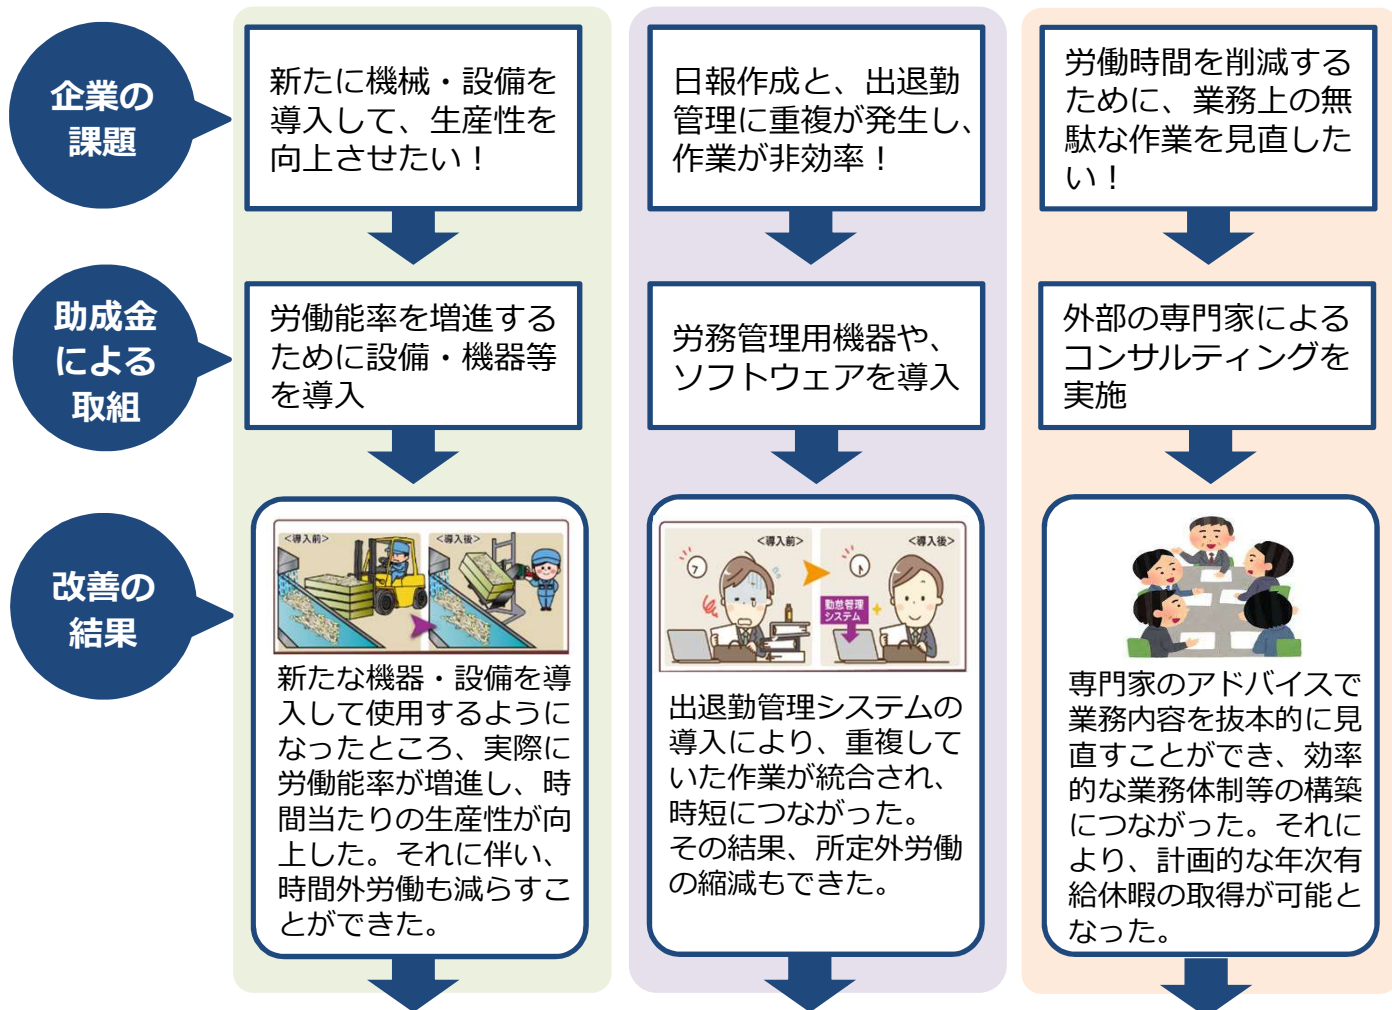 企業の
課題
新たに機械・設備を
導入して、生産性を
向上させたい！
日報作成と、出退勤
管理に重複が発生し、
作業が非効率！
労働時間を削減する
ために、業務上の無
駄な作業を見直した
い！
助成金
による
取組
労働能率を増進する
ために設備・機器等
を導入
労務管理用機器や、
ソフトウェアを導入
外部の専門家による
コンサルティングを
実施
改善の
結果
<導入前>
<導入後>
新たな機器・設備を導
入して使用するように
なったところ、実際に
労働能率が増進し、時
間当たりの生産性が向
上した。それに伴い、
時間外労働も減らすこ
とができた。
<導入前>
<導入後>
勤怠管理
システム
出退勤管理システムの
導入により、重複して
いた作業が統合され、
時短につながった。
その結果、所定外労働
の縮減もできた。
専門家のアドバイスで
業務内容を抜本的に見
直すことができ、効率
的な業務体制等の構築
につながった。それに
より、計画的な年次有
給休暇の取得が可能と
なった。